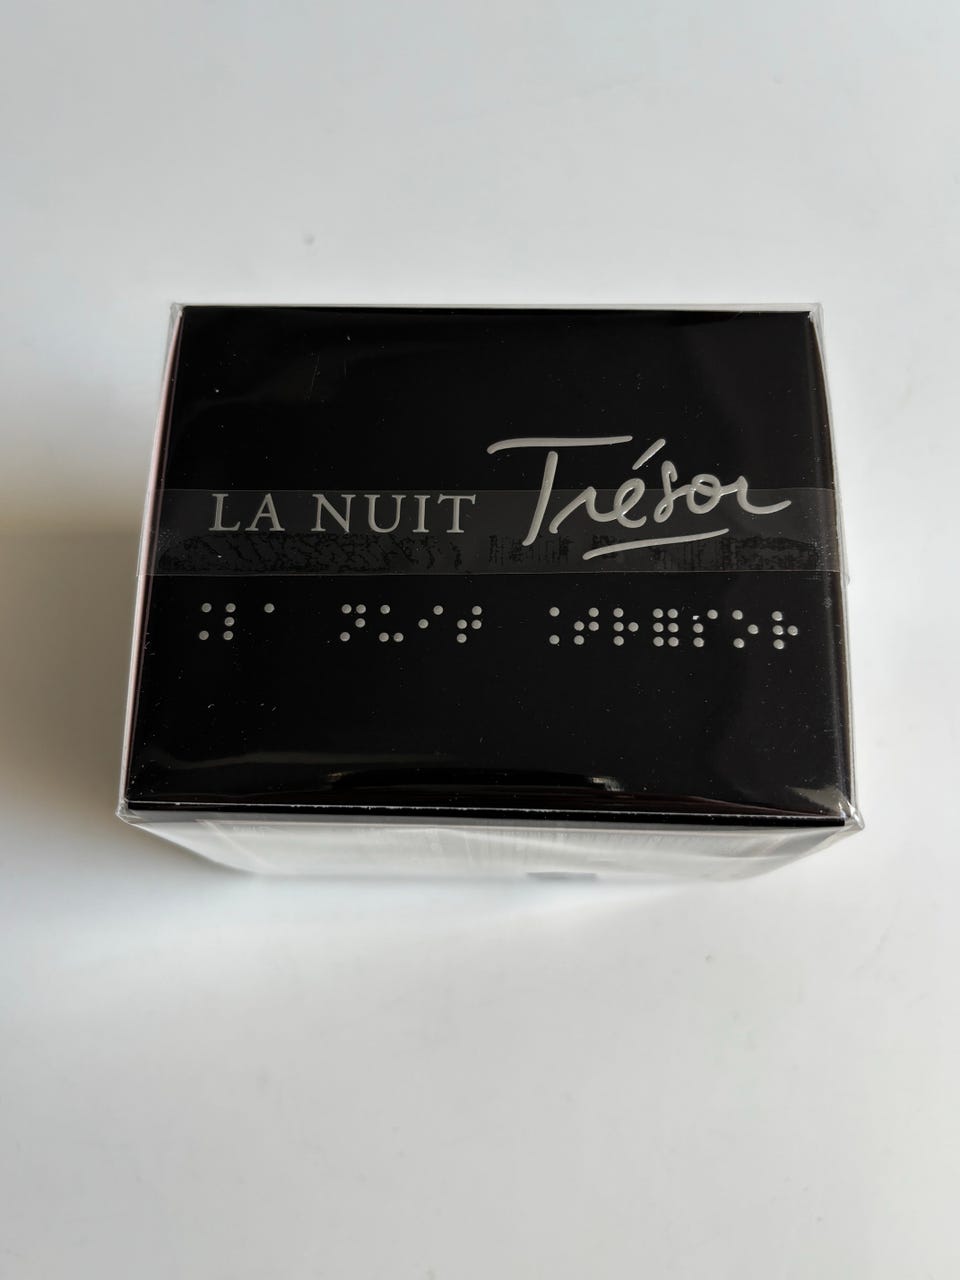 LA NUIT Trésor
⠨⠇⠁ ⠝⠥⠊⠞ ⠨⠞⠗⠿⠎⠕⠗